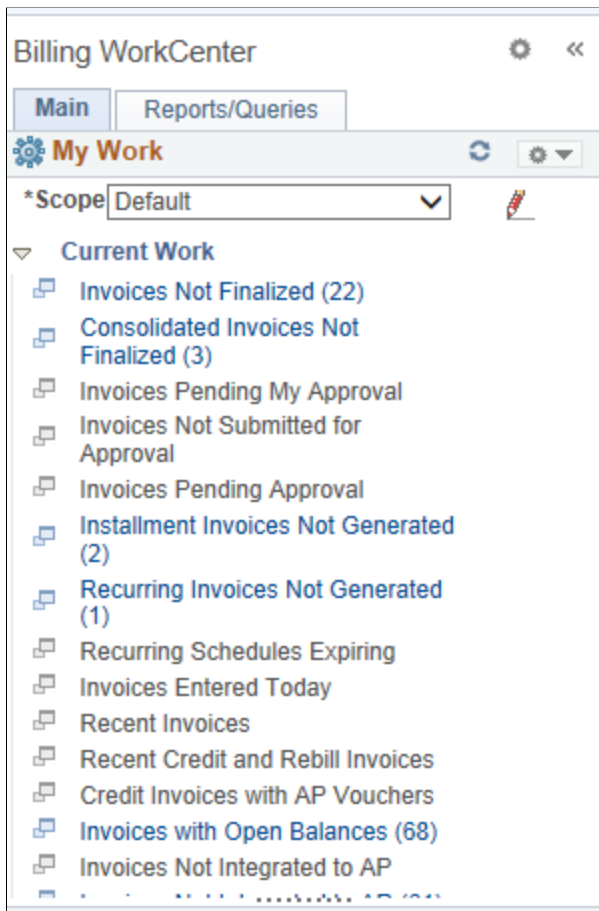 Billing WorkCenter
Main
Reports/Queries
My Work
*Scope Default
Current Work
Invoices Not Finalized (22)
Consolidated Invoices Not
Finalized (3)
Invoices Pending My Approval
Invoices Not Submitted for
Approval
Invoices Pending Approval
Installment Invoices Not Generated
(2)
Recurring Invoices Not Generated
(1)
Recurring Schedules Expiring
Invoices Entered Today
Recent Invoices
Recent Credit and Rebill Invoices
Credit Invoices with AP Vouchers
Invoices with Open Balances (68)
Invoices Not Integrated to AP